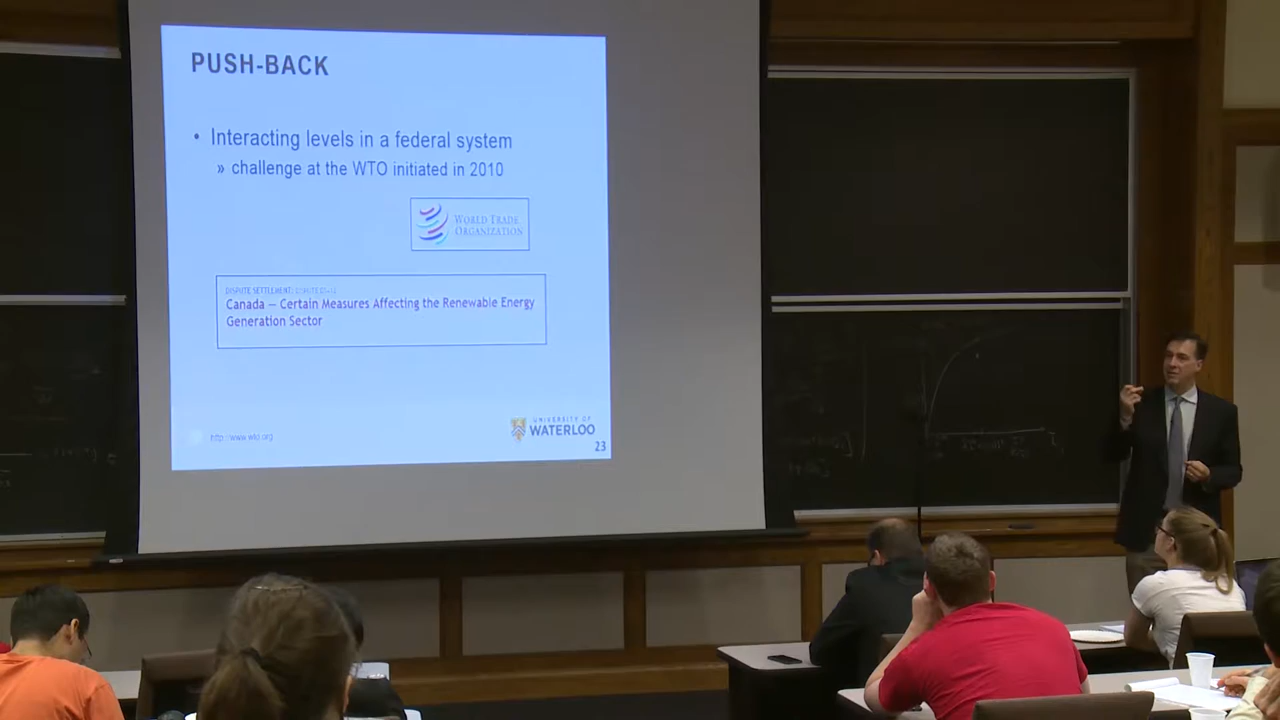 PUSH-BACK
• Interacting levels in a federal system
» challenge at the WTO initiated in 2010
WORLD TRADE
ORGANIZATION
DISPUTE SETTLEMENT:
Canada — Certain Measures Affecting the Renewable Energy
Generation Sector
http://www.wto.org
UNIVERSITY OF
WATERLOO
23